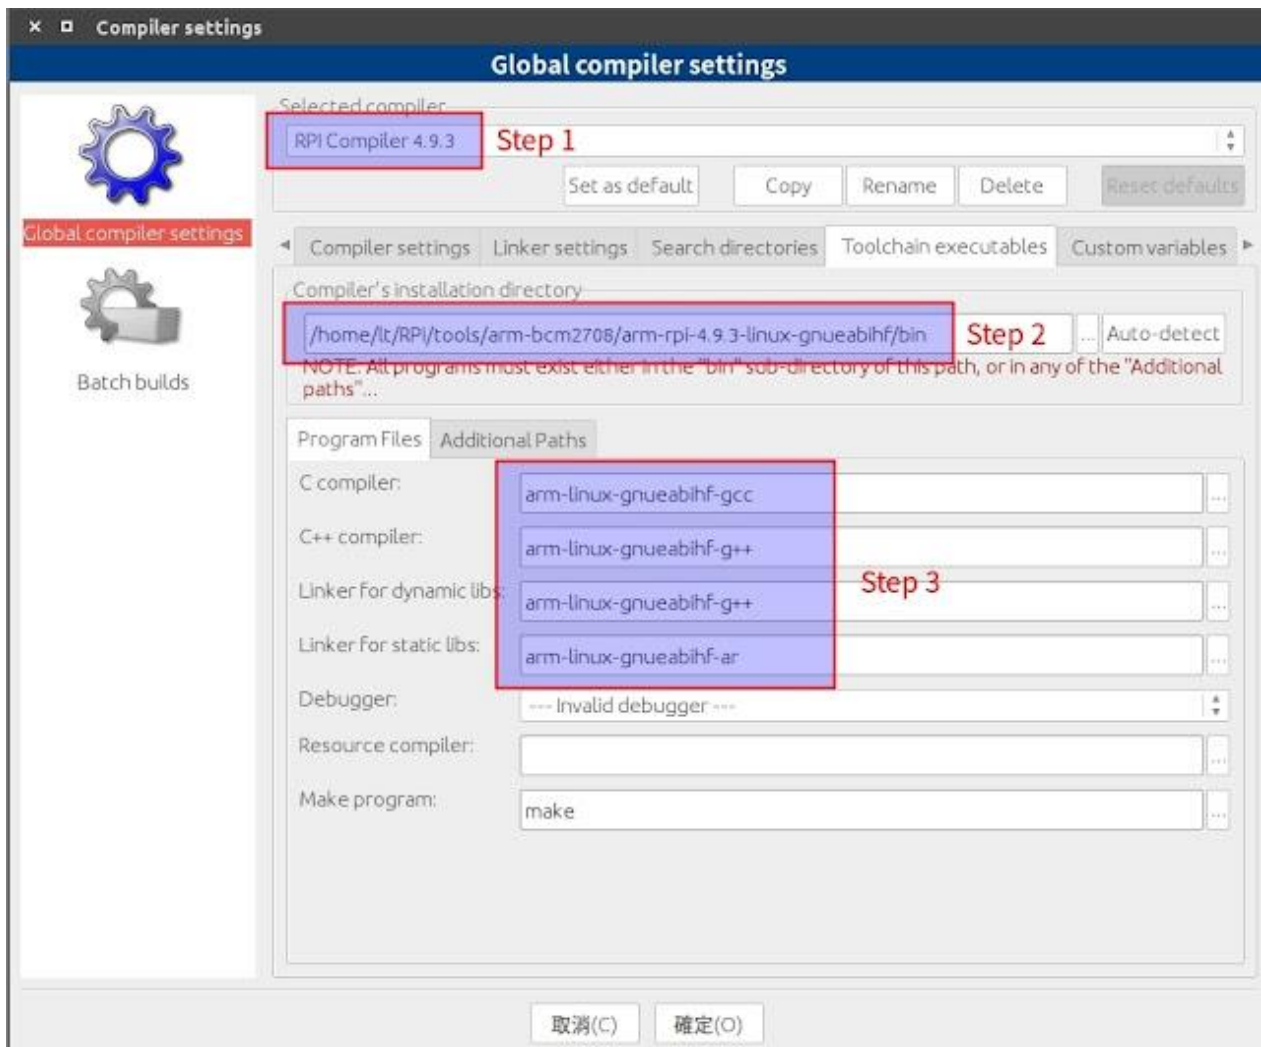 Compiler settings
Global compiler settings
Selected compiler
RPI Compiler 4.9.3
Step 1
Set as default
Copy
Rename
Delete
Reset defaults
Global compiler settings
Batch builds
Compiler settings
Linker settings
Search directories
Toolchain executables
Custom variables
Compiler's installation directory
/home/lt/RPi/tools/arm-bcm2708/arm-rpi-4.9.3-linux-gnueabihf/bin
Step 2
...
Auto-detect
NOTE: All programs must exist either in the "bin" sub-directory of this path, or in any of the "Additional
paths"...
Program Files
Additional Paths
C compiler:
arm-linux-gnueabihf-gcc
...
C++ compiler:
arm-linux-gnueabihf-g++
...
Step 3
Linker for dynamic libs:
arm-linux-gnueabihf-g++
...
Linker for static libs:
arm-linux-gnueabihf-ar
...
Debugger:
--- Invalid debugger ---
Resource compiler:
...
Make program:
make
...
取消(C)
確定(O)